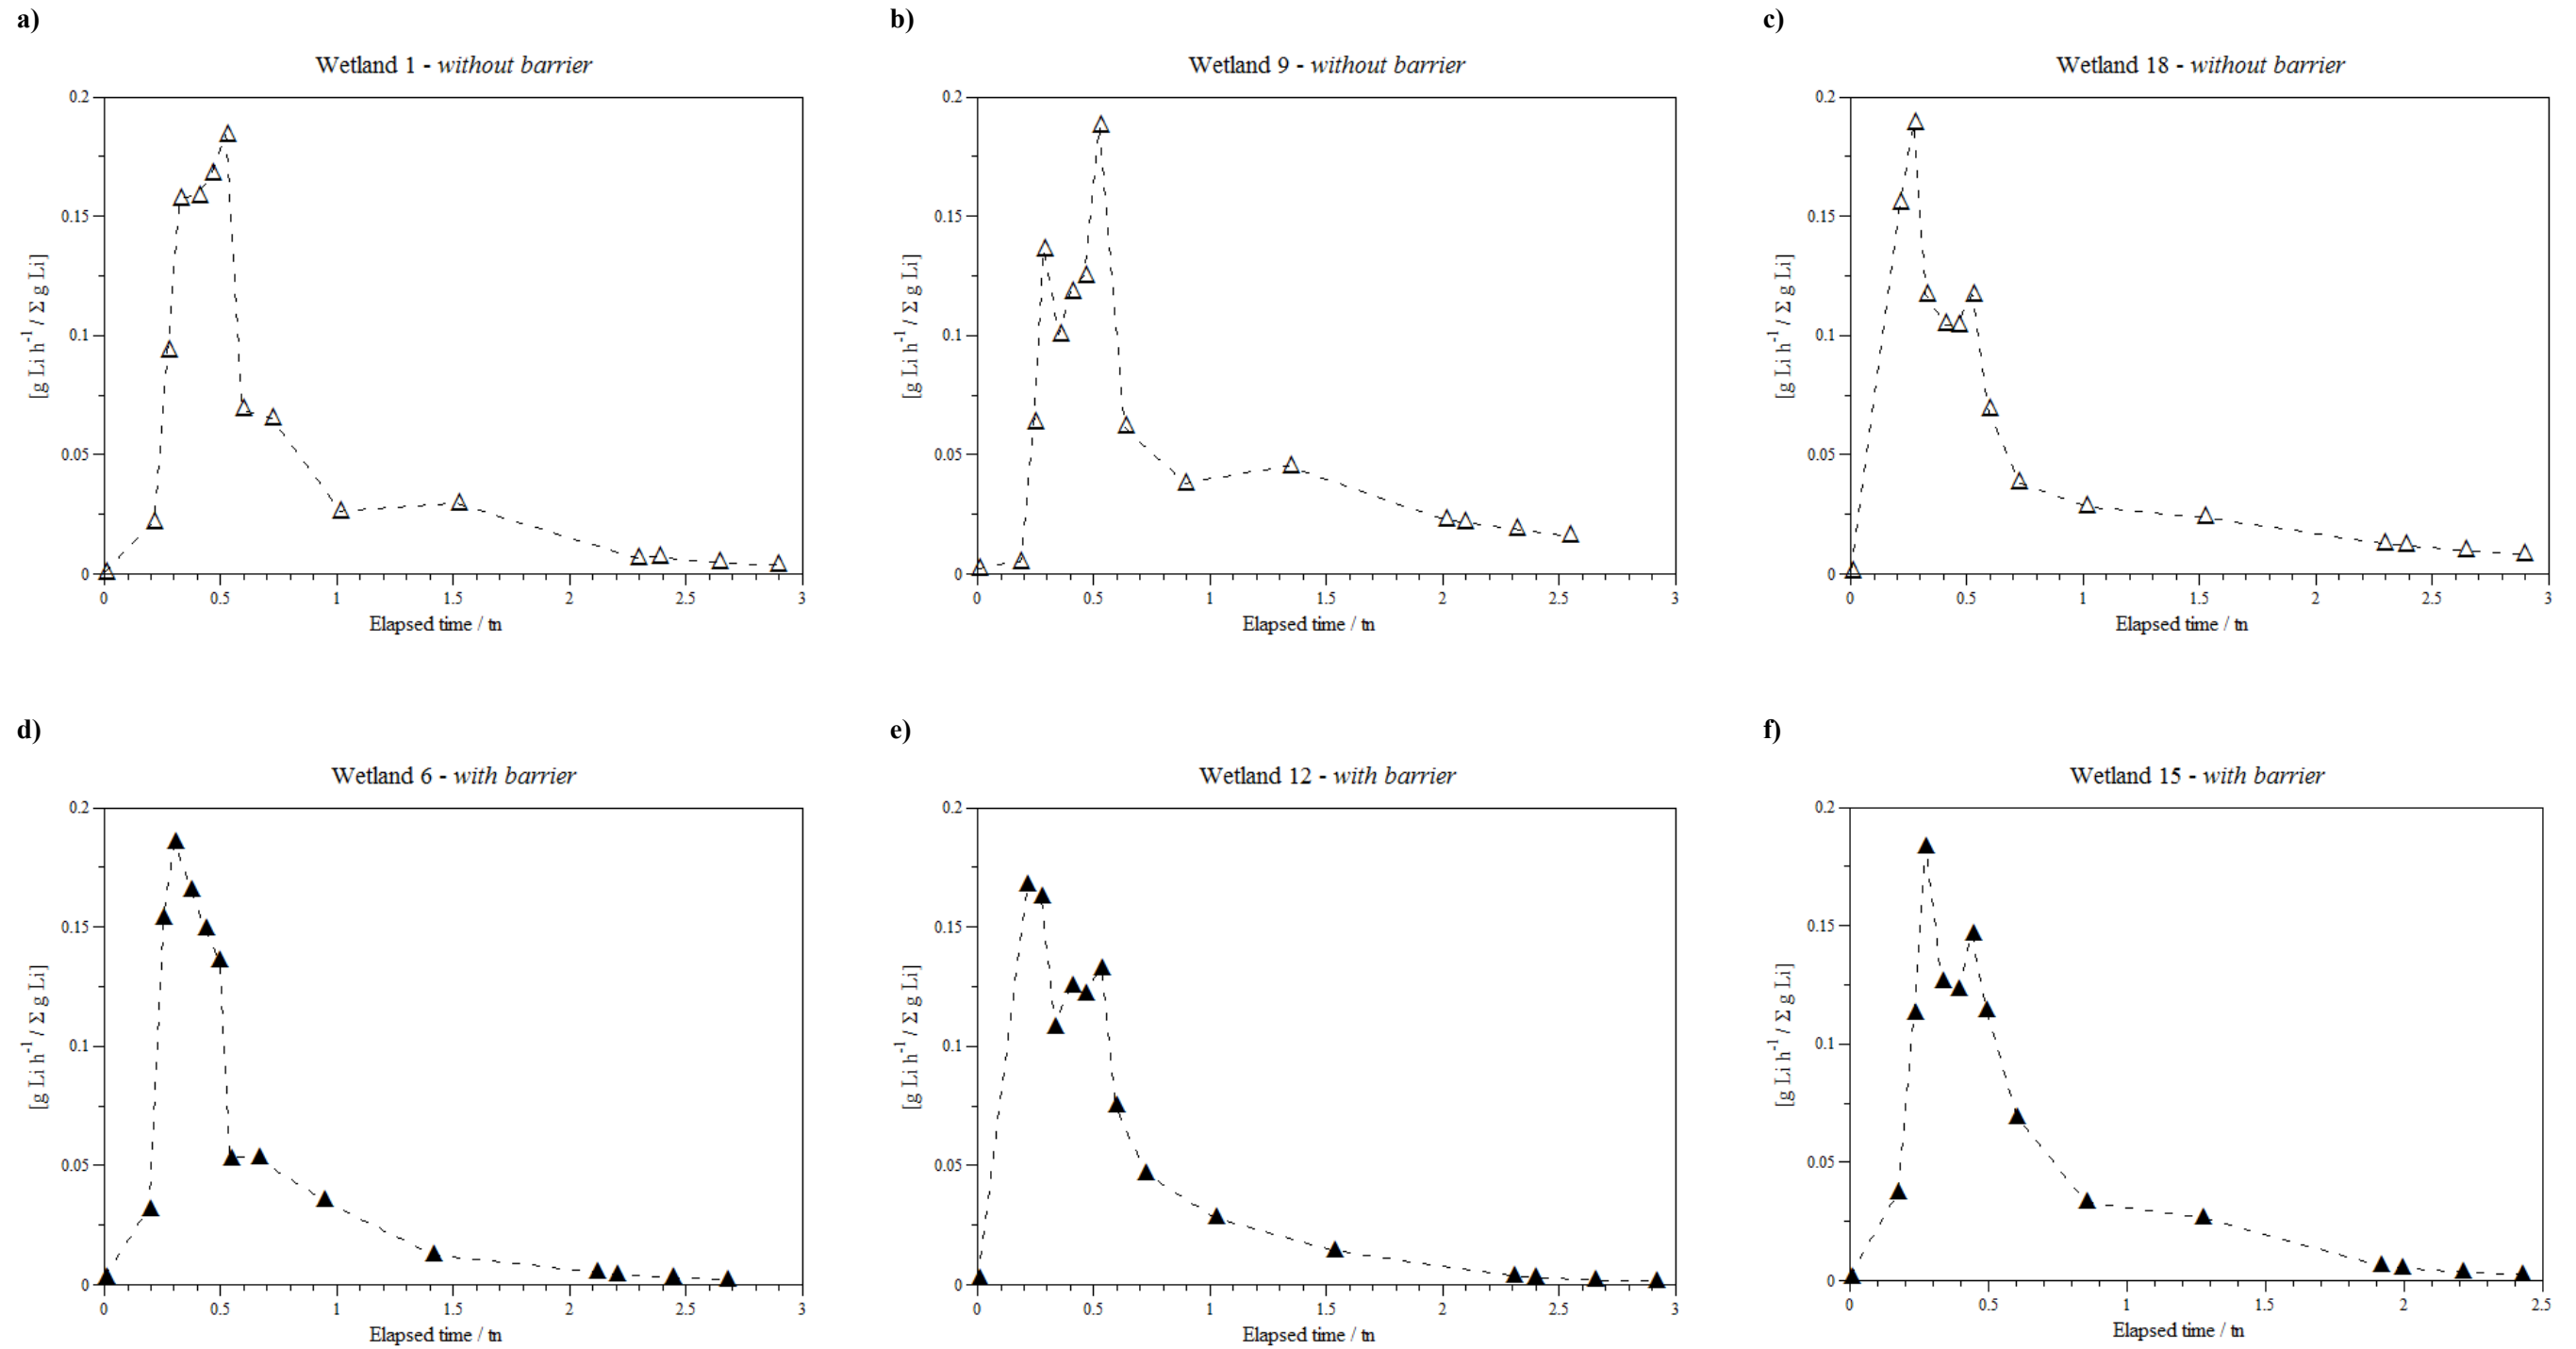 a)
Wetland 1 - without barrier
0.2
0.15
0.1
0.05
0
[g Li h-1 / Σ g Li]
0 0.5 1 1.5 2 2.5 3
Elapsed time / tn
b)
Wetland 9 - without barrier
0.2
0.15
0.1
0.05
0
[g Li h-1 / Σ g Li]
0 0.5 1 1.5 2 2.5 3
Elapsed time / tn
c)
Wetland 18 - without barrier
0.2
0.15
0.1
0.05
0
[g Li h-1 / Σ g Li]
0 0.5 1 1.5 2 2.5 3
Elapsed time / tn
d)
Wetland 6 - with barrier
0.2
0.15
0.1
0.05
0
[g Li h-1 / Σ g Li]
0 0.5 1 1.5 2 2.5 3
Elapsed time / tn
e)
Wetland 12 - with barrier
0.2
0.15
0.1
0.05
0
[g Li h-1 / Σ g Li]
0 0.5 1 1.5 2 2.5 3
Elapsed time / tn
f)
Wetland 15 - with barrier
0.2
0.15
0.1
0.05
0
[g Li h-1 / Σ g Li]
0 0.5 1 1.5 2 2.5
Elapsed time / tn